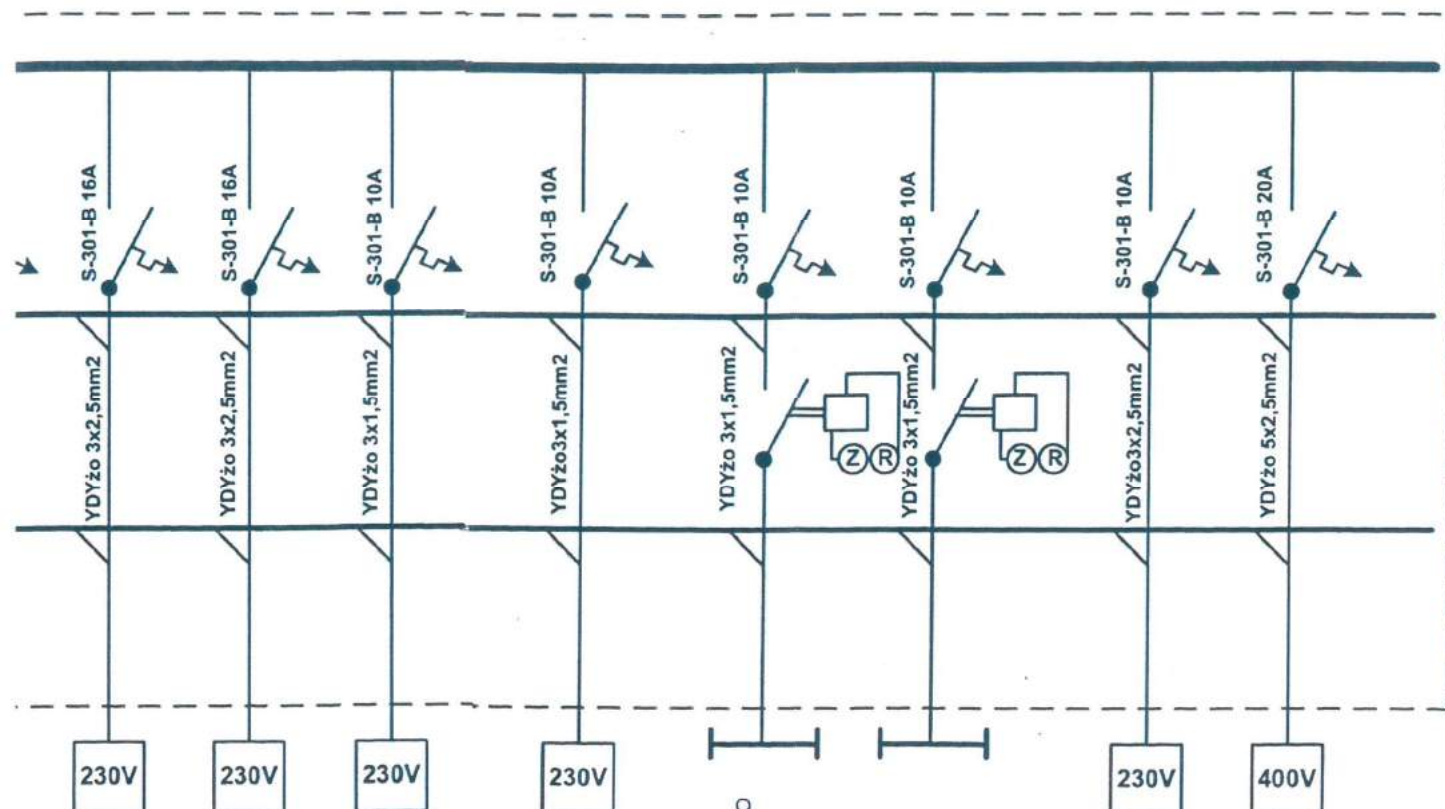 S-301-B 16A
S-301-B 16A
S-301-B 10A
S-301-B 10A
S-301-B 10A
S-301-B 10A
S-301-B 10A
S-301-B 20A
YDYżo 3x2,5mm2
YDYżo 3x2,5mm2
YDYżo 3x1,5mm2
YDYżo3x1,5mm2
YDYżo 3x1,5mm2
YDYżo 3x1,5mm2
YDYżo3x2,5mm2
YDYżo 5x2,5mm2
Z R
Z R
230V
230V
230V
230V
230V
400V